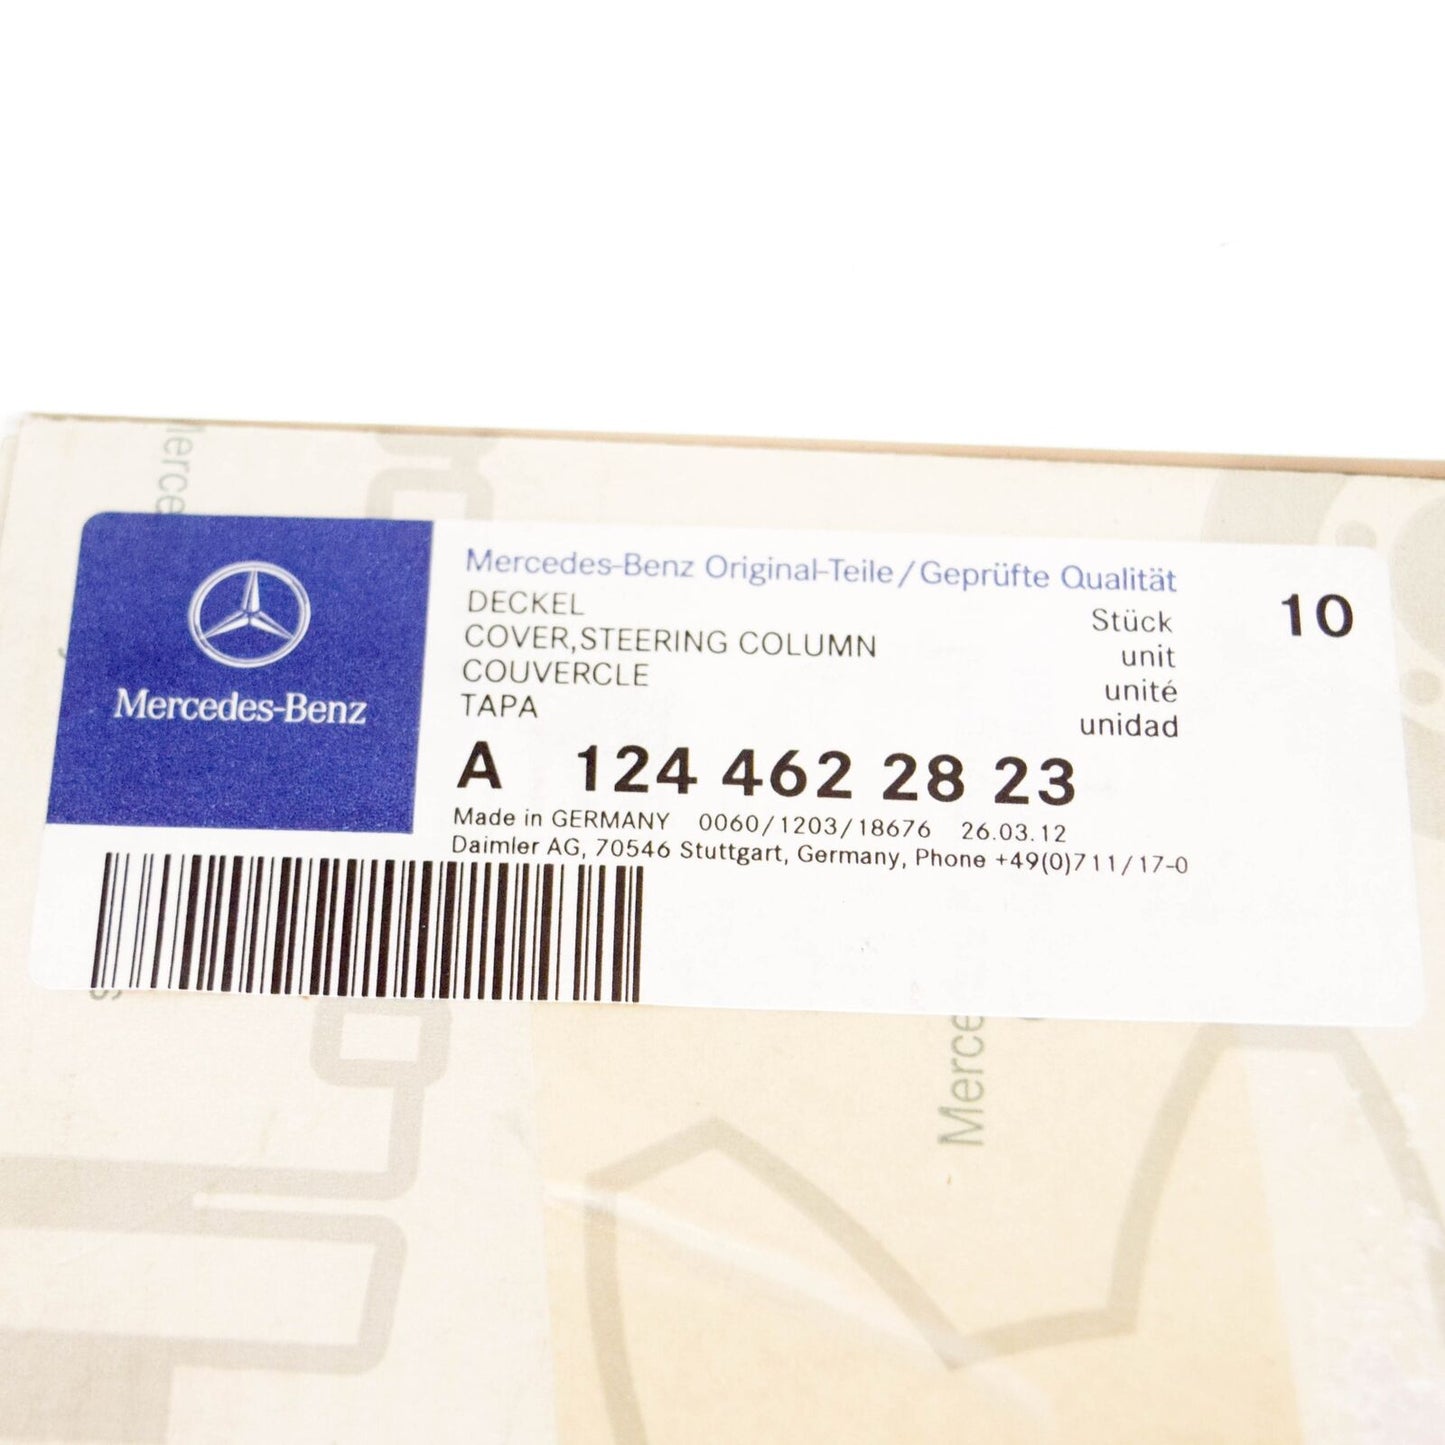 Merce
Mercedes-Benz
Mercedes-Benz Original-Teile/Geprüfte Qualität
DECKEL
COVER,STEERING COLUMN
COUVERCLE
TAPA
Stück 10
unit
unité
unidad
A 124 462 28 23
Made in GERMANY 0060/1203/18676 26.03.12
Daimler AG, 70546 Stuttgart, Germany, Phone +49(0)711/17-0
s
Merce